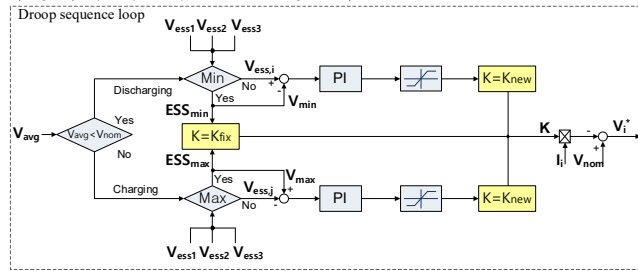 Droop sequence loop
Vess1 Vess2 Vess3
Min
Vess,i
+
-
PI
K=Knew
Discharging
No
Yes
Vmin
ESSmin
Yes
Vavg
Vavg<Vnom
K=Kfix
K
Vi*
-
+
No
ESSmax
Ii
Vnom
Yes
Vmax
Charging
Max
Vess,j
+
-
PI
K=Knew
No
Vess1 Vess2 Vess3